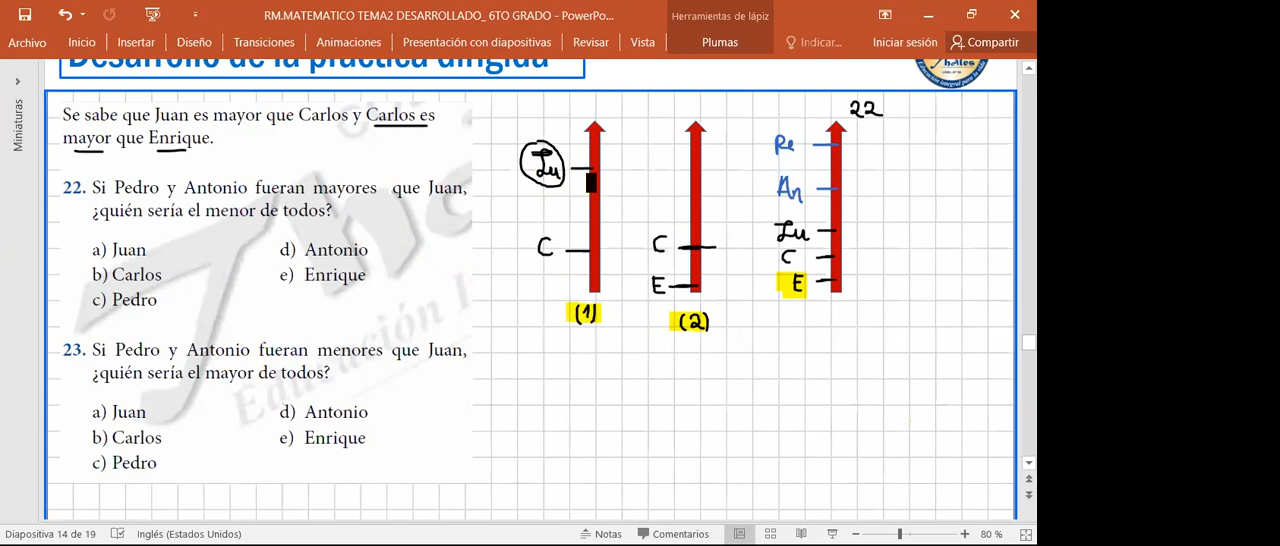 RM.MATEMATICO TEMA2 DESARROLLADO_ 6TO GRADO - PowerPo...
Herramientas de lápiz
Archivo Inicio Insertar Diseño Transiciones Animaciones Presentación con diapositivas Revisar Vista Plumas Indicar... Iniciar sesión Compartir
Miniaturas
Desarrollo de la práctica dirigida
Thalles
Se sabe que Juan es mayor que Carlos y Carlos es
mayor que Enrique.
22. Si Pedro y Antonio fueran mayores que Juan,
¿quién sería el menor de todos?
a) Juan d) Antonio
b) Carlos e) Enrique
c) Pedro
23. Si Pedro y Antonio fueran menores que Juan,
¿quién sería el mayor de todos?
a) Juan d) Antonio
b) Carlos e) Enrique
c) Pedro
Ju
C
(1)
C
E
(2)
22
Pe
An
Ju
C
E
Diapositiva 14 de 19 Inglés (Estados Unidos) Notas Comentarios 80 %